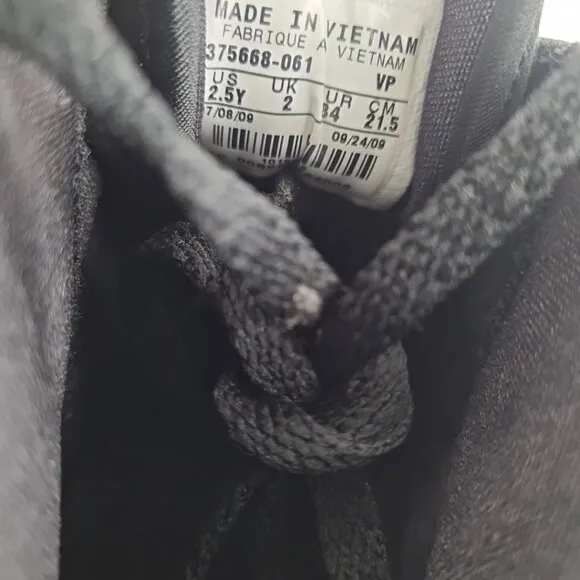 MADE IN VIETNAM
FABRIQUE A VIETNAM
375668-061 VP
US UK UR CM
2.5Y 2 34 21.5
7/08/09 09/24/09